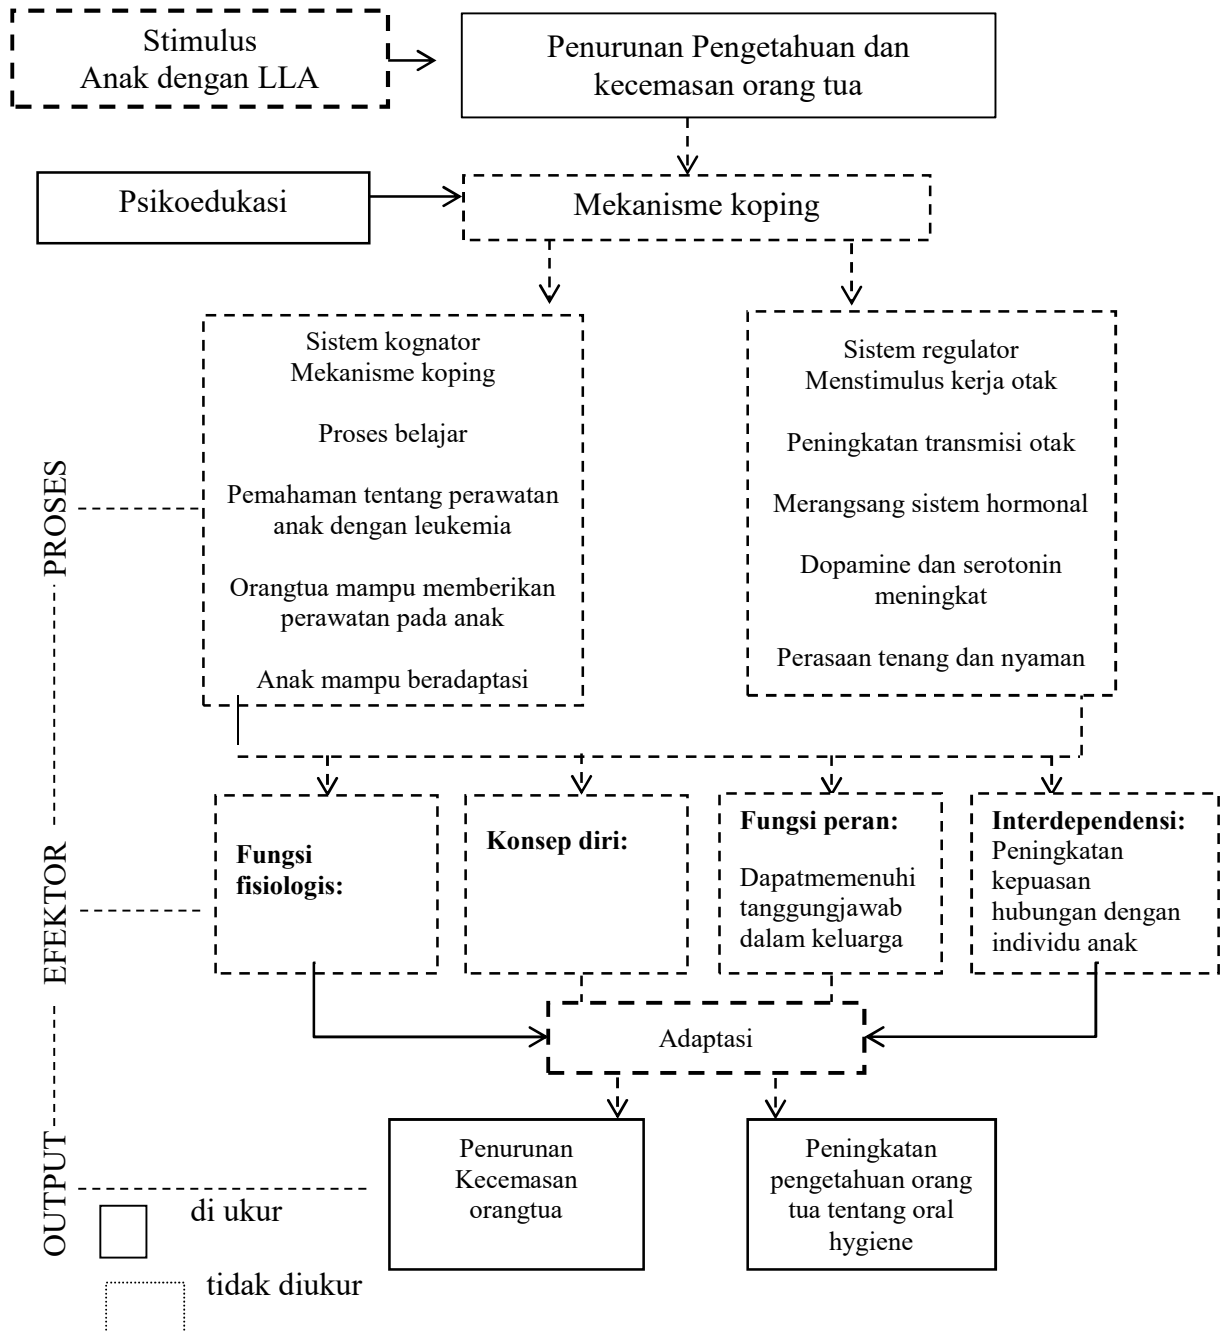 Stimulus
Anak dengan LLA
Penurunan Pengetahuan dan
kecemasan orang tua
Psikoedukasi
Mekanisme koping
Sistem kognator
Mekanisme koping
Proses belajar
Pemahaman tentang perawatan
anak dengan leukemia
Orangtua mampu memberikan
perawatan pada anak
Anak mampu beradaptasi
Sistem regulator
Menstimulus kerja otak
Peningkatan transmisi otak
Merangsang sistem hormonal
Dopamine dan serotonin
meningkat
Perasaan tenang dan nyaman
PROSES
Fungsi
fisiologis:
Konsep diri:
Fungsi peran:
Dapatmemenuhi
tanggungjawab
dalam keluarga
Interdependensi:
Peningkatan
kepuasan
hubungan dengan
individu anak
EFEKTOR
Adaptasi
Penurunan
Kecemasan
orangtua
Peningkatan
pengetahuan orang
tua tentang oral
hygiene
OUTPUT
di ukur
tidak diukur